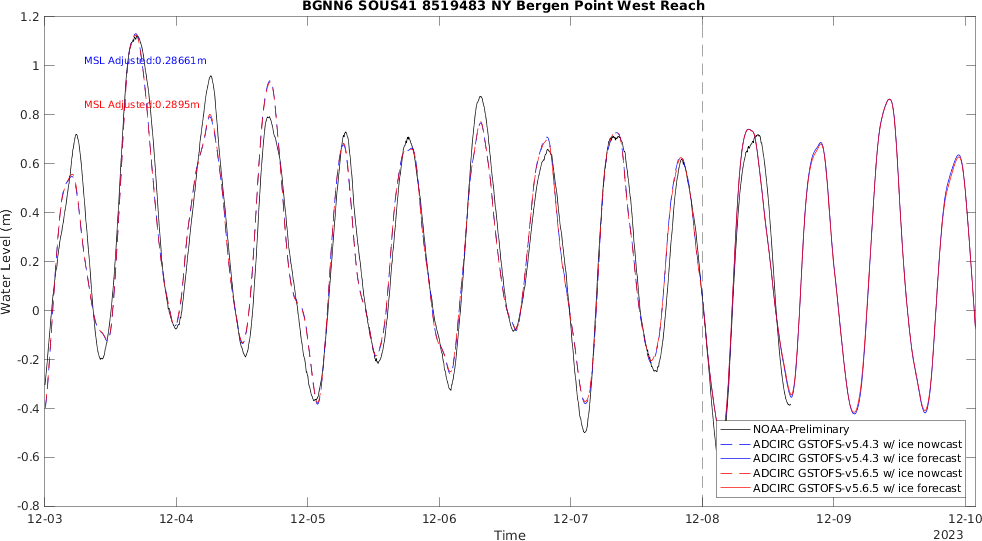 BGNN6 SOUS41 8519483 NY Bergen Point West Reach
1.2
1
0.8
0.6
0.4
0.2
0
-0.2
-0.4
-0.6
-0.8
Water Level (m)
MSL Adjusted:0.28661m
MSL Adjusted:0.2895m
NOAA-Preliminary
ADCIRC GSTOFS-v5.4.3 w/ ice nowcast
ADCIRC GSTOFS-v5.4.3 w/ ice forecast
ADCIRC GSTOFS-v5.6.5 w/ ice nowcast
ADCIRC GSTOFS-v5.6.5 w/ ice forecast
12-03 12-04 12-05 12-06 12-07 12-08 12-09 12-10
Time
2023